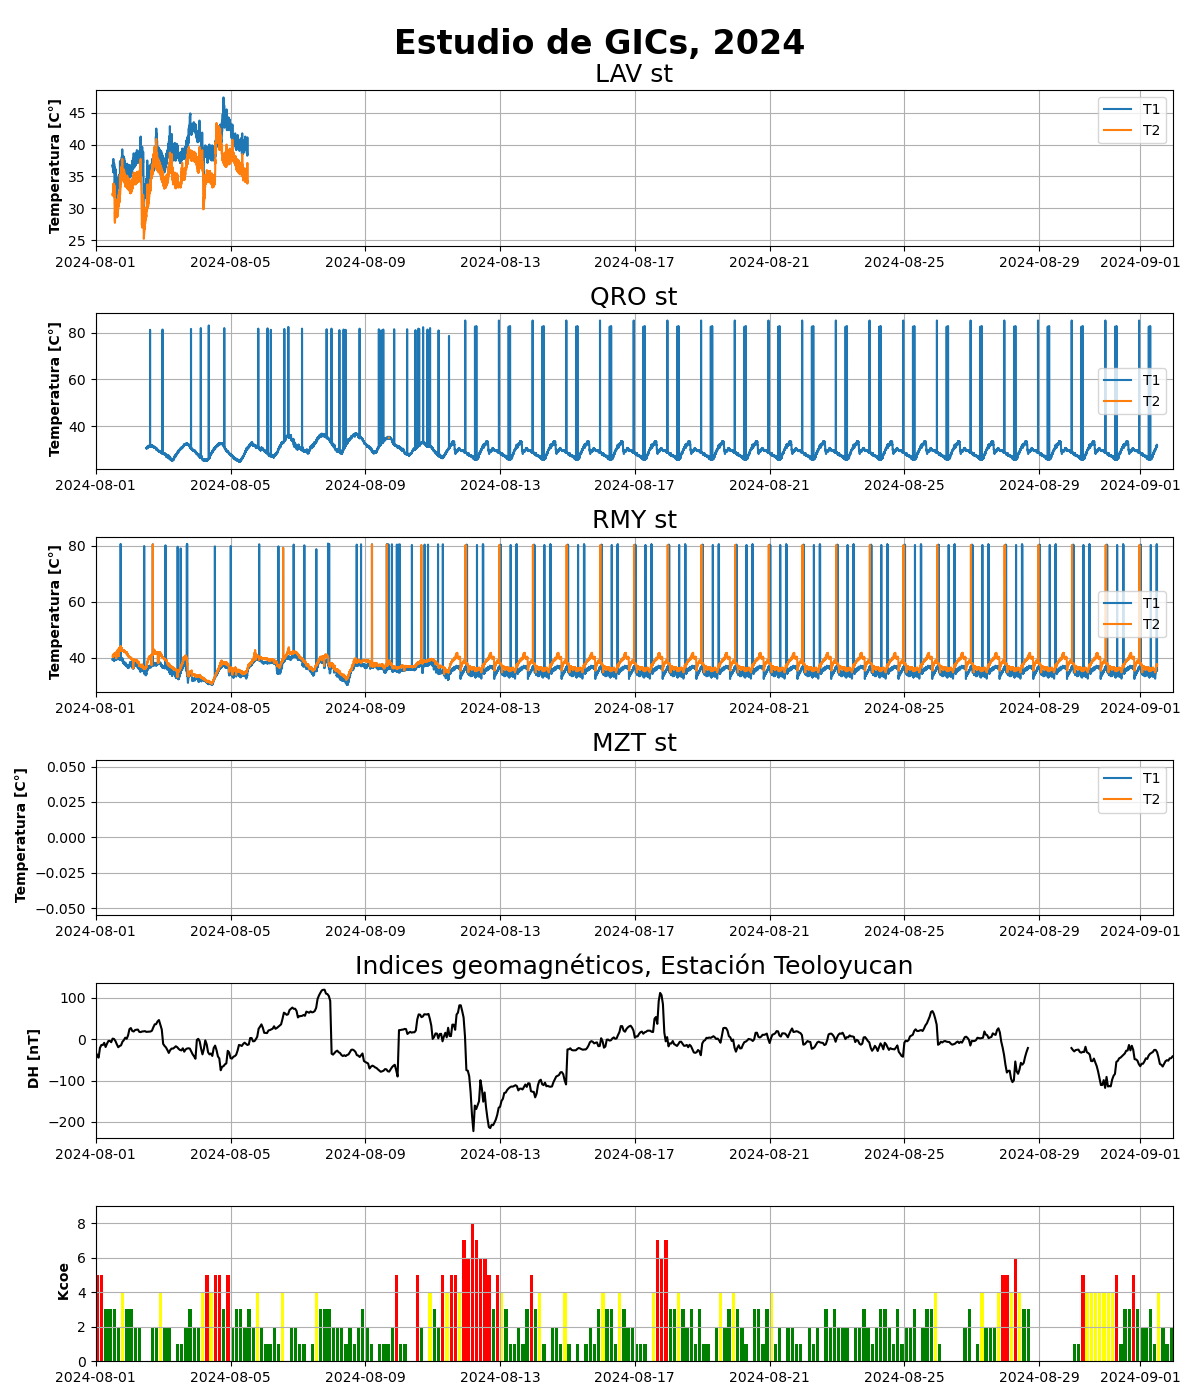 Estudio de GICs, 2024
LAV st
Temperatura [C°]
45
40
35
30
25
T1
T2
2024-08-01 2024-08-05 2024-08-09 2024-08-13 2024-08-17 2024-08-21 2024-08-25 2024-08-29 2024-09-01
QRO st
Temperatura [C°]
80
60
40
T1
T2
2024-08-01 2024-08-05 2024-08-09 2024-08-13 2024-08-17 2024-08-21 2024-08-25 2024-08-29 2024-09-01
RMY st
Temperatura [C°]
80
60
40
T1
T2
2024-08-01 2024-08-05 2024-08-09 2024-08-13 2024-08-17 2024-08-21 2024-08-25 2024-08-29 2024-09-01
MZT st
Temperatura [C°]
0.050
0.025
0.000
−0.025
−0.050
T1
T2
2024-08-01 2024-08-05 2024-08-09 2024-08-13 2024-08-17 2024-08-21 2024-08-25 2024-08-29 2024-09-01
Indices geomagnéticos, Estación Teoloyucan
DH [nT]
100
0
−100
−200
2024-08-01 2024-08-05 2024-08-09 2024-08-13 2024-08-17 2024-08-21 2024-08-25 2024-08-29 2024-09-01
Kcoe
8
6
4
2
0
2024-08-01 2024-08-05 2024-08-09 2024-08-13 2024-08-17 2024-08-21 2024-08-25 2024-08-29 2024-09-01